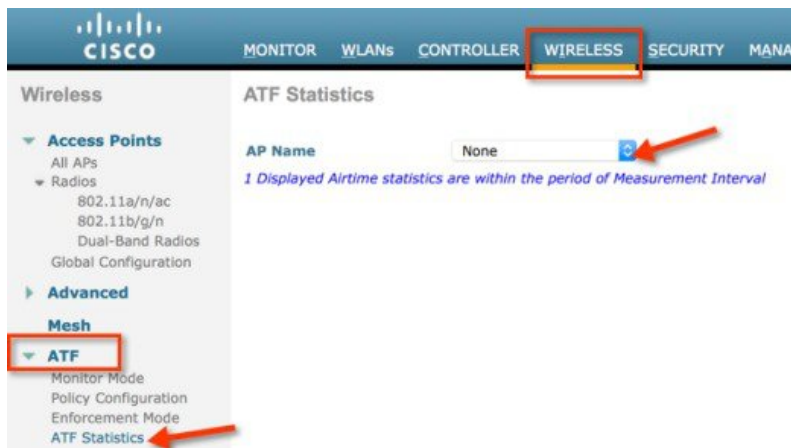 CISCO
MONITOR WLANs CONTROLLER WIRELESS SECURITY
Wireless
Access Points
All APs
Radios
802.11a/n/ac
802.11b/g/n
Dual-Band Radios
Global Configuration
Advanced
Mesh
ATF
Monitor Mode
Policy Configuration
Enforcement Mode
ATF Statistics
ATF Statistics
AP Name None
1 Displayed Airtime statistics are within the period of Measurement Interval